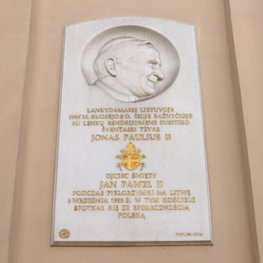 LANKYDAMASIS LIETUVOJE
1993 M. RUGSĖJO 5 D. ŠIOJE BAŽNYČIOJE
SU LENKŲ BENDRUOMENE SUSITIKO
ŠVENTASIS TĖVAS
JONAS PAULIUS II
OJCIEC ŚWIĘTY
JAN PAWEŁ II
PODCZAS PIELGRZYMKI NA LITWĘ
5 WRZEŚNIA 1993 R. W TYM KOŚCIELE
SPOTKAŁ SIĘ ZE SPOŁECZNOŚCIĄ
POLSKĄ